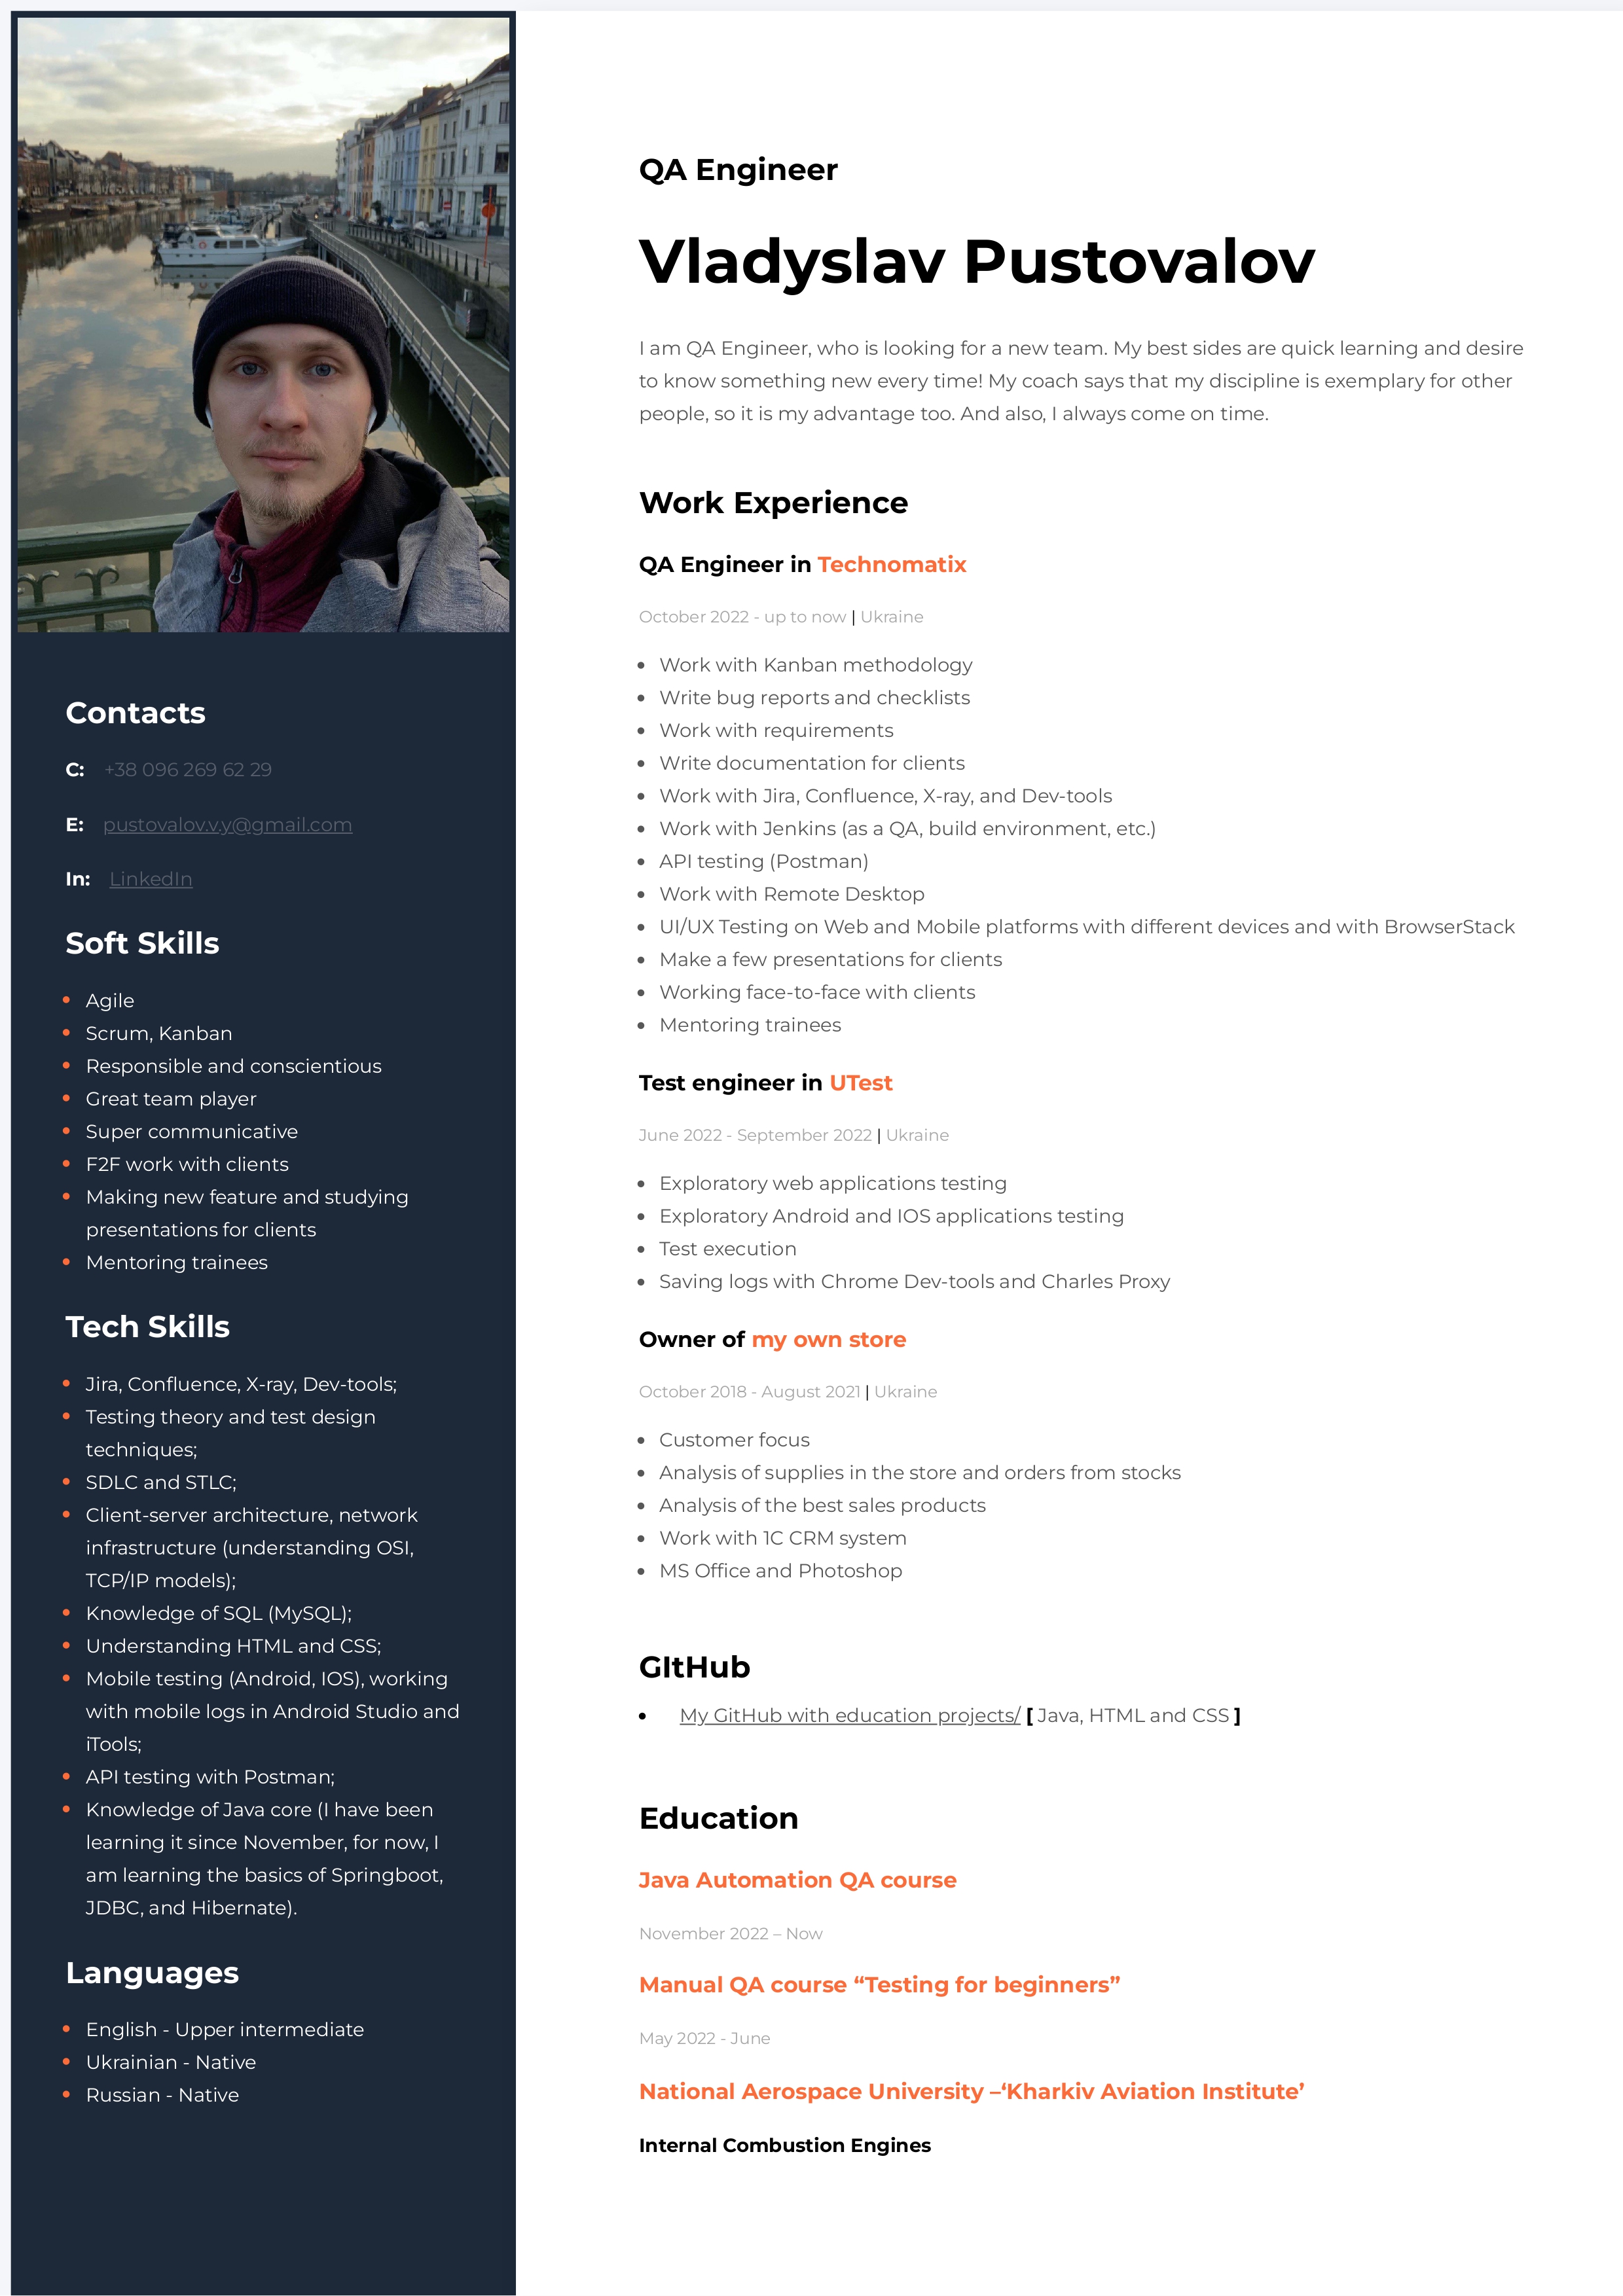 Contacts
C: +38 096 269 62 29
E: pustovalov.v.y@gmail.com
In: LinkedIn
Soft Skills
Agile
Scrum, Kanban
Responsible and conscientious
Great team player
Super communicative
F2F work with clients
Making new feature and studying
presentations for clients
Mentoring trainees
Tech Skills
Jira, Confluence, X-ray, Dev-tools;
Testing theory and test design
techniques;
SDLC and STLC;
Client-server architecture, network
infrastructure (understanding OSI,
TCP/IP models);
Knowledge of SQL (MySQL);
Understanding HTML and CSS;
Mobile testing (Android, IOS), working
with mobile logs in Android Studio and
iTools;
API testing with Postman;
Knowledge of Java core (I have been
learning it since November, for now, I
am learning the basics of Springboot,
JDBC, and Hibernate).
Languages
English - Upper intermediate
Ukrainian - Native
Russian - Native
QA Engineer
Vladyslav Pustovalov
I am QA Engineer, who is looking for a new team. My best sides are quick learning and desire
to know something new every time! My coach says that my discipline is exemplary for other
people, so it is my advantage too. And also, I always come on time.
Work Experience
QA Engineer in Technomatix
October 2022 - up to now | Ukraine
Work with Kanban methodology
Write bug reports and checklists
Work with requirements
Write documentation for clients
Work with Jira, Confluence, X-ray, and Dev-tools
Work with Jenkins (as a QA, build environment, etc.)
API testing (Postman)
Work with Remote Desktop
UI/UX Testing on Web and Mobile platforms with different devices and with BrowserStack
Make a few presentations for clients
Working face-to-face with clients
Mentoring trainees
Test engineer in UTest
June 2022 - September 2022 | Ukraine
Exploratory web applications testing
Exploratory Android and IOS applications testing
Test execution
Saving logs with Chrome Dev-tools and Charles Proxy
Owner of my own store
October 2018 - August 2021 | Ukraine
Customer focus
Analysis of supplies in the store and orders from stocks
Analysis of the best sales products
Work with 1C CRM system
MS Office and Photoshop
GItHub
My GitHub with education projects/ [ Java, HTML and CSS ]
Education
Java Automation QA course
November 2022 – Now
Manual QA course “Testing for beginners”
May 2022 - June
National Aerospace University –‘Kharkiv Aviation Institute’
Internal Combustion Engines